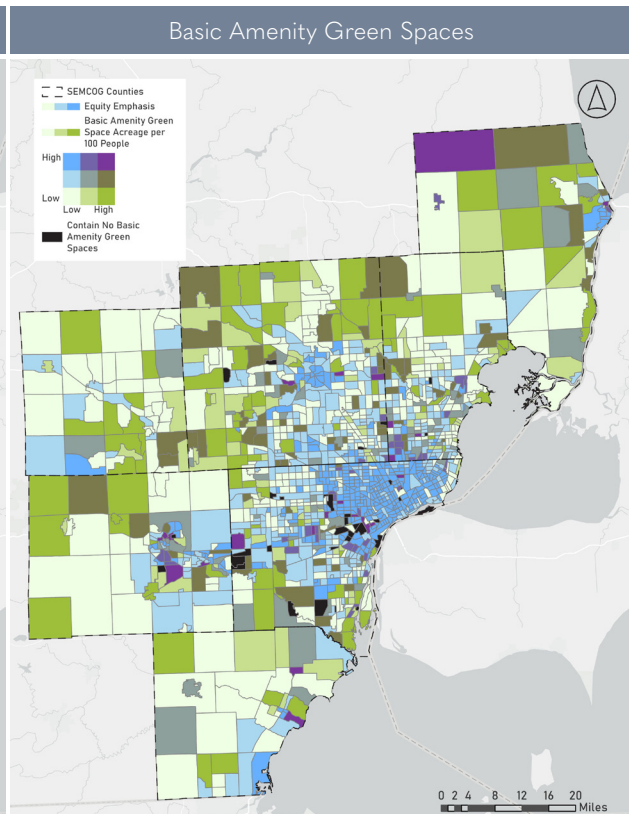 Basic Amenity Green Spaces
SEMCOG Counties
Equity Emphasis
Basic Amenity Green
Space Acreage per
100 People
High
Low
Low High
Contain No Basic
Amenity Green
Spaces
0 2 4 8 12 16 20
Miles